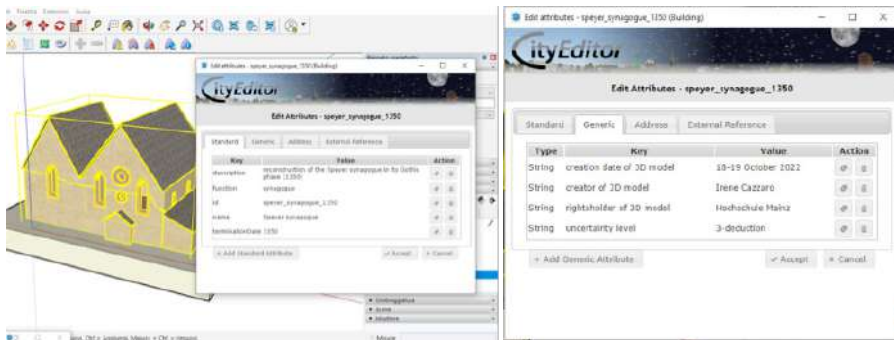 Edit attributes - speyer_synagogue_1350 (Building)
CityEditor
Edit Attributes - speyer_synagogue_1350
Standard Generic Address External Reference
Key Value Action
description reconstruction of the Speyer synagogue in its Gothic
phase (1350)
function synagogue
id speyer_synagogue_1350
name Speyer synagogue
terminationDate 1350
+ Add Standard Attribute Accept Cancel
Edit attributes - speyer_synagogue_1350 (Building)
CityEditor
Edit Attributes - speyer_synagogue_1350
Standard Generic Address External Reference
Type Key Value Action
String creation date of 3D model 18-19 October 2022
String creator of 3D model Irene Cazzaro
String rightsholder of 3D model Hochschule Mainz
String uncertainty level 3-deduction
+ Add Generic Attribute Accept Cancel